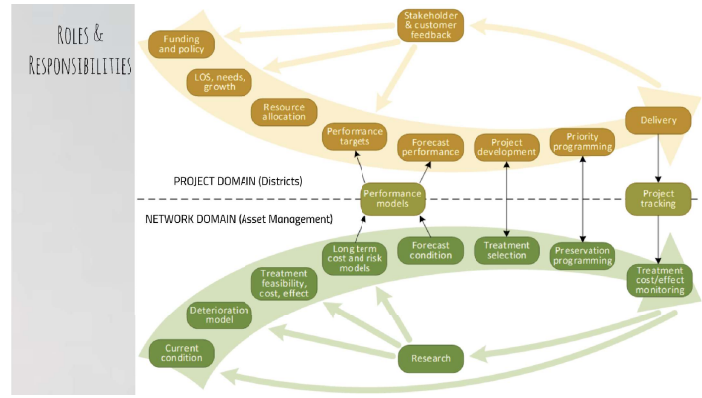 ROLES &
RESPONSIBILITIES
Stakeholder
& customer
feedback
Funding
and policy
LOS, needs,
growth
Resource
allocation
Performance
targets
Forecast
performance
Project
development
Priority
programming
Delivery
PROJECT DOMAIN (Districts)
Performance
models
Project
tracking
NETWORK DOMAIN (Asset Management)
Long term
cost and risk
models
Forecast
condition
Treatment
selection
Preservation
programming
Treatment
cost/effect
monitoring
Treatment
feasibility,
cost, effect
Deterioration
model
Current
condition
Research